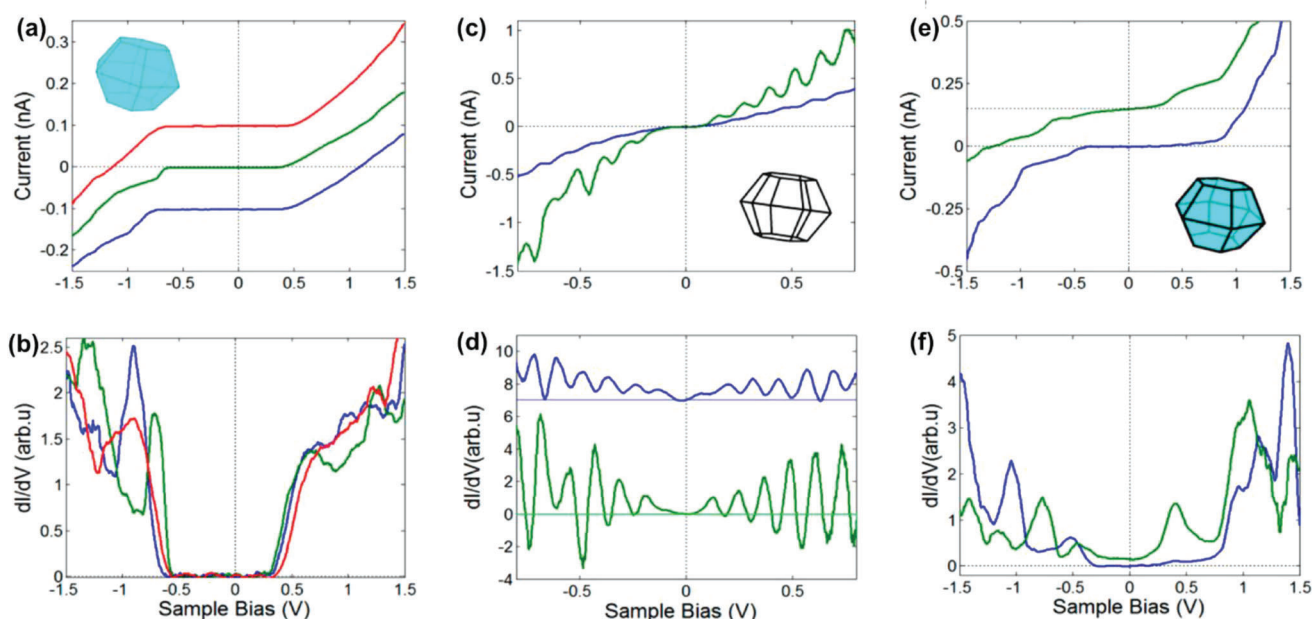 (a)
Current (nA)
0.3
0.2
0.1
0
-0.1
-0.2
-1.5 -1 -0.5 0 0.5 1 1.5
(c)
Current (nA)
1
0.5
0
-0.5
-1
-1.5
-0.5 0 0.5
(e)
Current (nA)
0.5
0.25
0
-0.25
-0.5
-1.5 -1 -0.5 0 0.5 1 1.5
(b)
dI/dV (arb.u)
2.5
2
1.5
1
0.5
0
-1.5 -1 -0.5 0 0.5 1 1.5
Sample Bias (V)
(d)
dI/dV(arb.u)
10
8
6
4
2
0
-2
-4
-0.5 0 0.5
Sample Bias (V)
(f)
dI/dV(arb.u)
5
4
3
2
1
0
-1.5 -1 -0.5 0 0.5 1 1.5
Sample Bias (V)